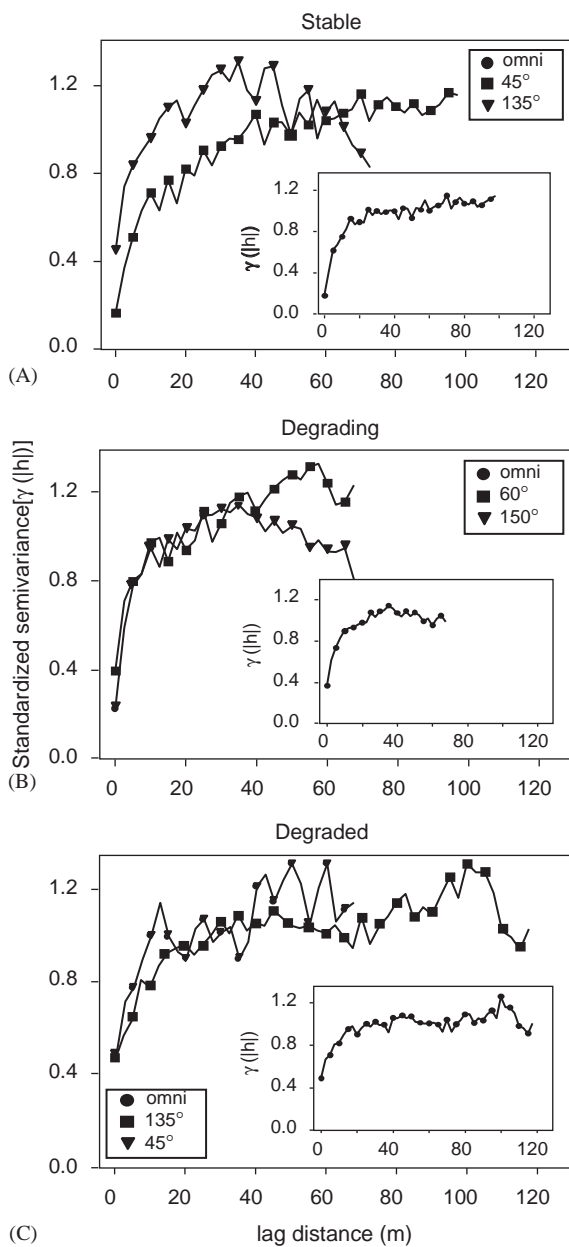 Stable
1.2
0.8
0.4
0.0
omni
45°
135°
γ(|h|)
1.2
0.8
0.4
0.0
0 40 80 120
0 20 40 60 80 100 120
(A)
Degrading
Standardized semivariance[γ(|h|)]
1.2
0.8
0.4
0.0
omni
60°
150°
γ(|h|)
1.2
0.8
0.4
0.0
0 40 80 120
0 20 40 60 80 100 120
(B)
Degraded
1.2
0.8
0.4
0.0
omni
135°
45°
γ(|h|)
1.2
0.8
0.4
0.0
0 40 80 120
0 20 40 60 80 100 120
(C)
lag distance (m)